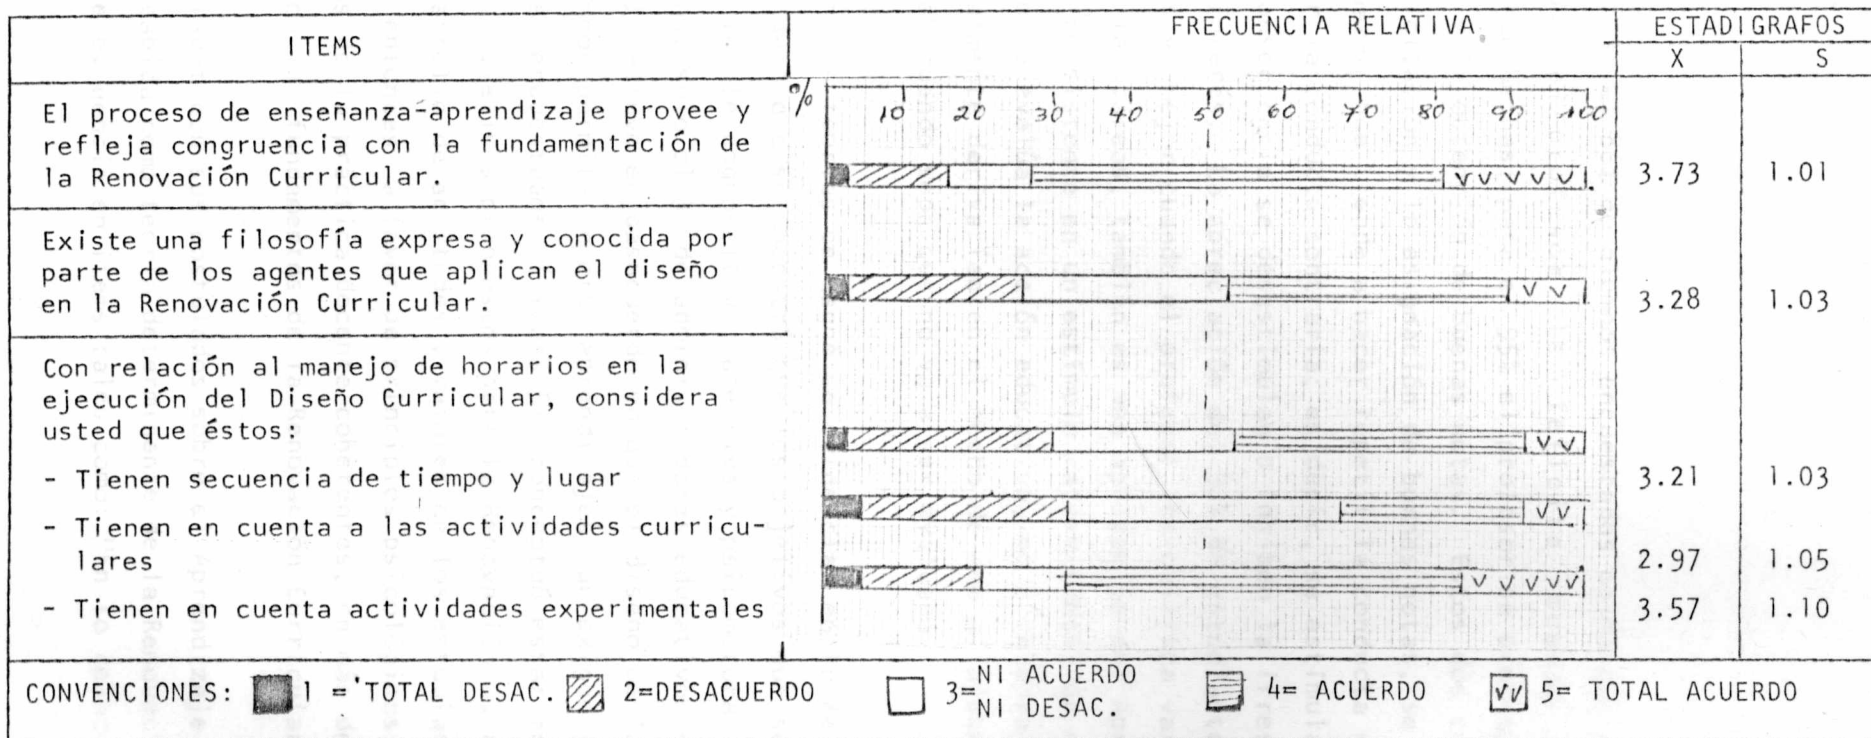 ITEMS
FRECUENCIA RELATIVA
ESTADIGRAFOS
X S
% 10 20 30 40 50 60 70 80 90 100
El proceso de enseñanza-aprendizaje provee y
refleja congruencia con la fundamentación de
la Renovación Curricular.
3.73 1.01
Existe una filosofía expresa y conocida por
parte de los agentes que aplican el diseño
en la Renovación Curricular.
3.28 1.03
Con relación al manejo de horarios en la
ejecución del Diseño Curricular, considera
usted que éstos:
- Tienen secuencia de tiempo y lugar
3.21 1.03
- Tienen en cuenta a las actividades curricu-
lares
2.97 1.05
- Tienen en cuenta actividades experimentales
3.57 1.10
CONVENCIONES: 1 = TOTAL DESAC. 2=DESACUERDO 3= NI ACUERDO
NI DESAC. 4= ACUERDO 5= TOTAL ACUERDO